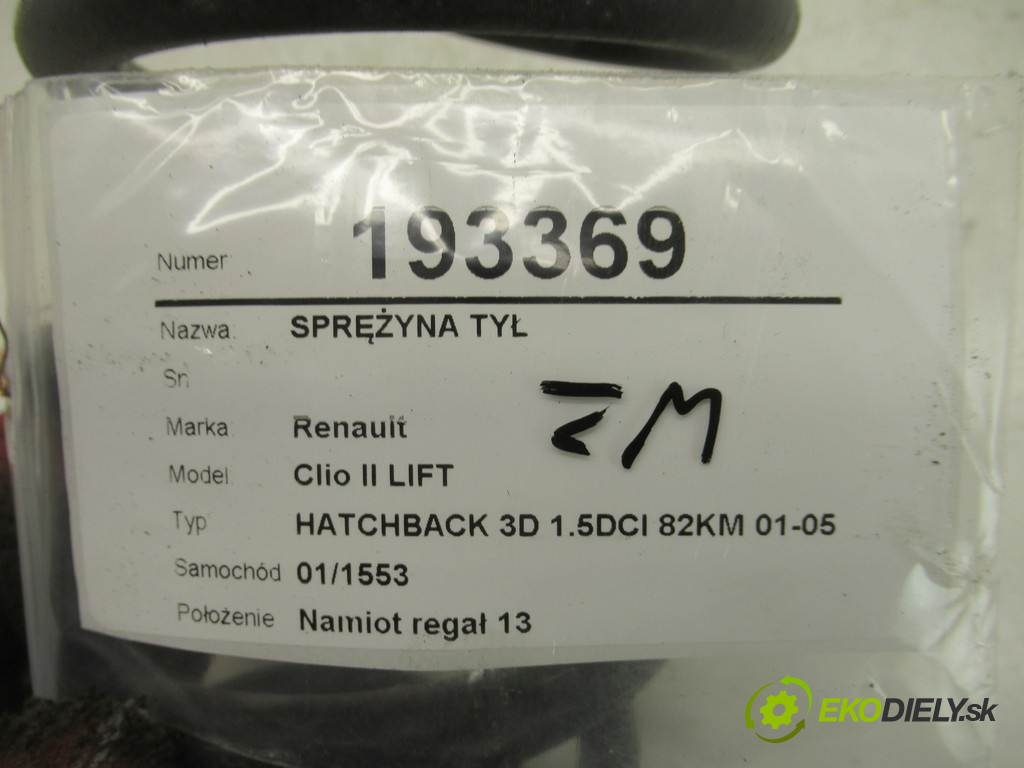 Numer 193369
Nazwa SPRĘŻYNA TYŁ
Sn
Marka Renault
Model Clio II LIFT
Typ HATCHBACK 3D 1.5DCI 82KM 01-05
Samochód 01/1553
Położenie Namiot regał 13
EKODIELY.sk